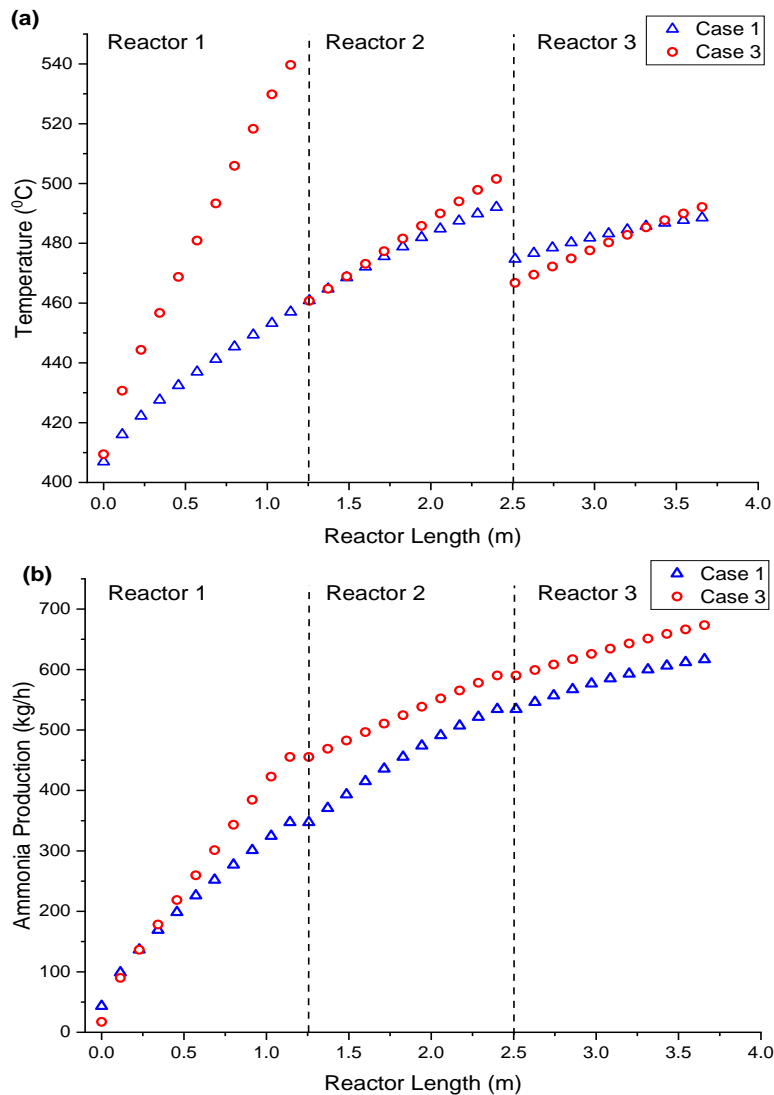 (a)
Reactor 1 Reactor 2 Reactor 3
Case 1
Case 3
540
520
500
480
460
440
420
400
Temperature (⁰C)
0.0 0.5 1.0 1.5 2.0 2.5 3.0 3.5 4.0
Reactor Length (m)
(b)
Reactor 1 Reactor 2 Reactor 3
Case 1
Case 3
700
600
500
400
300
200
100
0
Ammonia Production (kg/h)
0.0 0.5 1.0 1.5 2.0 2.5 3.0 3.5 4.0
Reactor Length (m)